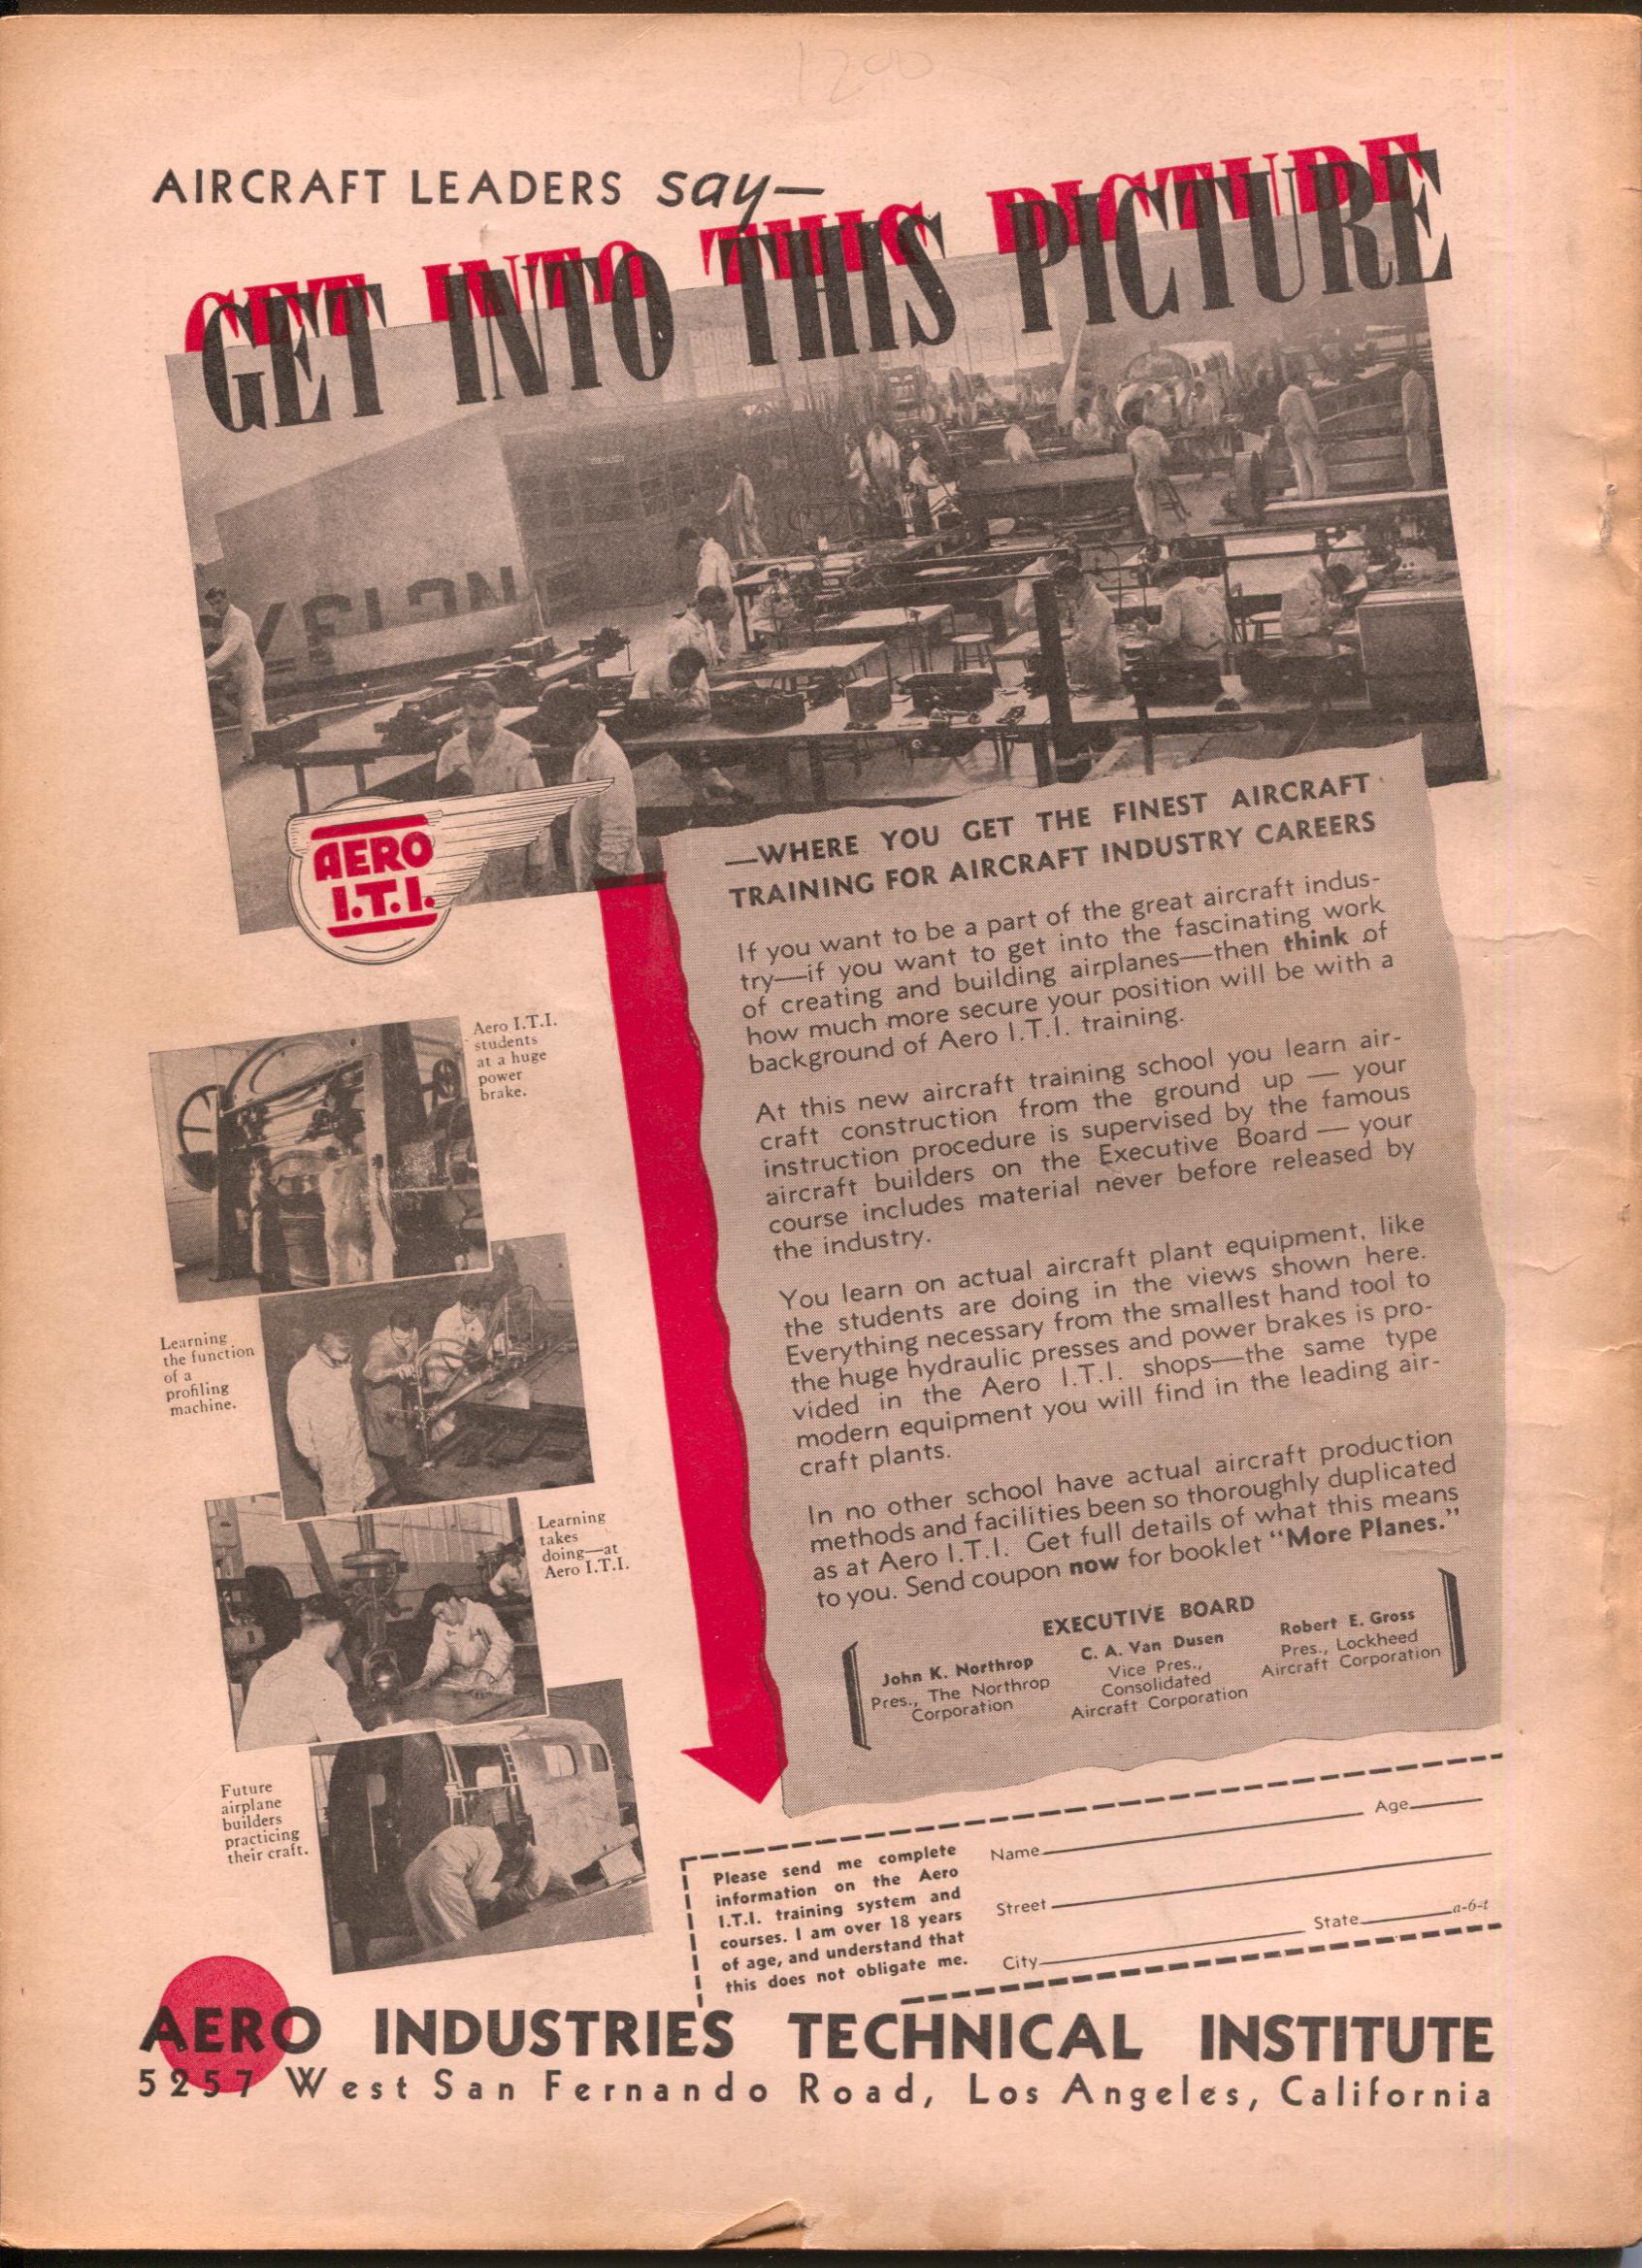 1200
AIRCRAFT LEADERS say—
GET INTO THIS PICTURE
NC13Y
AERO
I.T.I.
—WHERE YOU GET THE FINEST AIRCRAFT
TRAINING FOR AIRCRAFT INDUSTRY CAREERS
If you want to be a part of the great aircraft indus-
try—if you want to get into the fascinating work
of creating and building airplanes—then think of
how much more secure your position will be with a
background of Aero I.T.I. training.
At this new aircraft training school you learn air-
craft construction from the ground up — your
instruction procedure is supervised by the famous
aircraft builders on the Executive Board — your
course includes material never before released by
the industry.
You learn on actual aircraft plant equipment, like
the students are doing in the views shown here.
Everything necessary from the smallest hand tool to
the huge hydraulic presses and power brakes is pro-
vided in the Aero I.T.I. shops—the same type
modern equipment you will find in the leading air-
craft plants.
In no other school have actual aircraft production
methods and facilities been so thoroughly duplicated
as at Aero I.T.I. Get full details of what this means
to you. Send coupon now for booklet "More Planes."
EXECUTIVE BOARD
John K. Northrop
Pres., The Northrop
Corporation
C. A. Van Dusen
Vice Pres.,
Consolidated
Aircraft Corporation
Robert E. Gross
Pres., Lockheed
Aircraft Corporation
Aero I.T.I.
students
at a huge
power
brake.
Learning
the function
of a
profiling
machine.
Learning
takes
doing—at
Aero I.T.I.
Future
airplane
builders
practicing
their craft.
Please send me complete
information on the Aero
I.T.I. training system and
courses. I am over 18 years
of age, and understand that
this does not obligate me.
Name Age
Street
City State a-6-t
AERO INDUSTRIES TECHNICAL INSTITUTE
5257 West San Fernando Road, Los Angeles, California